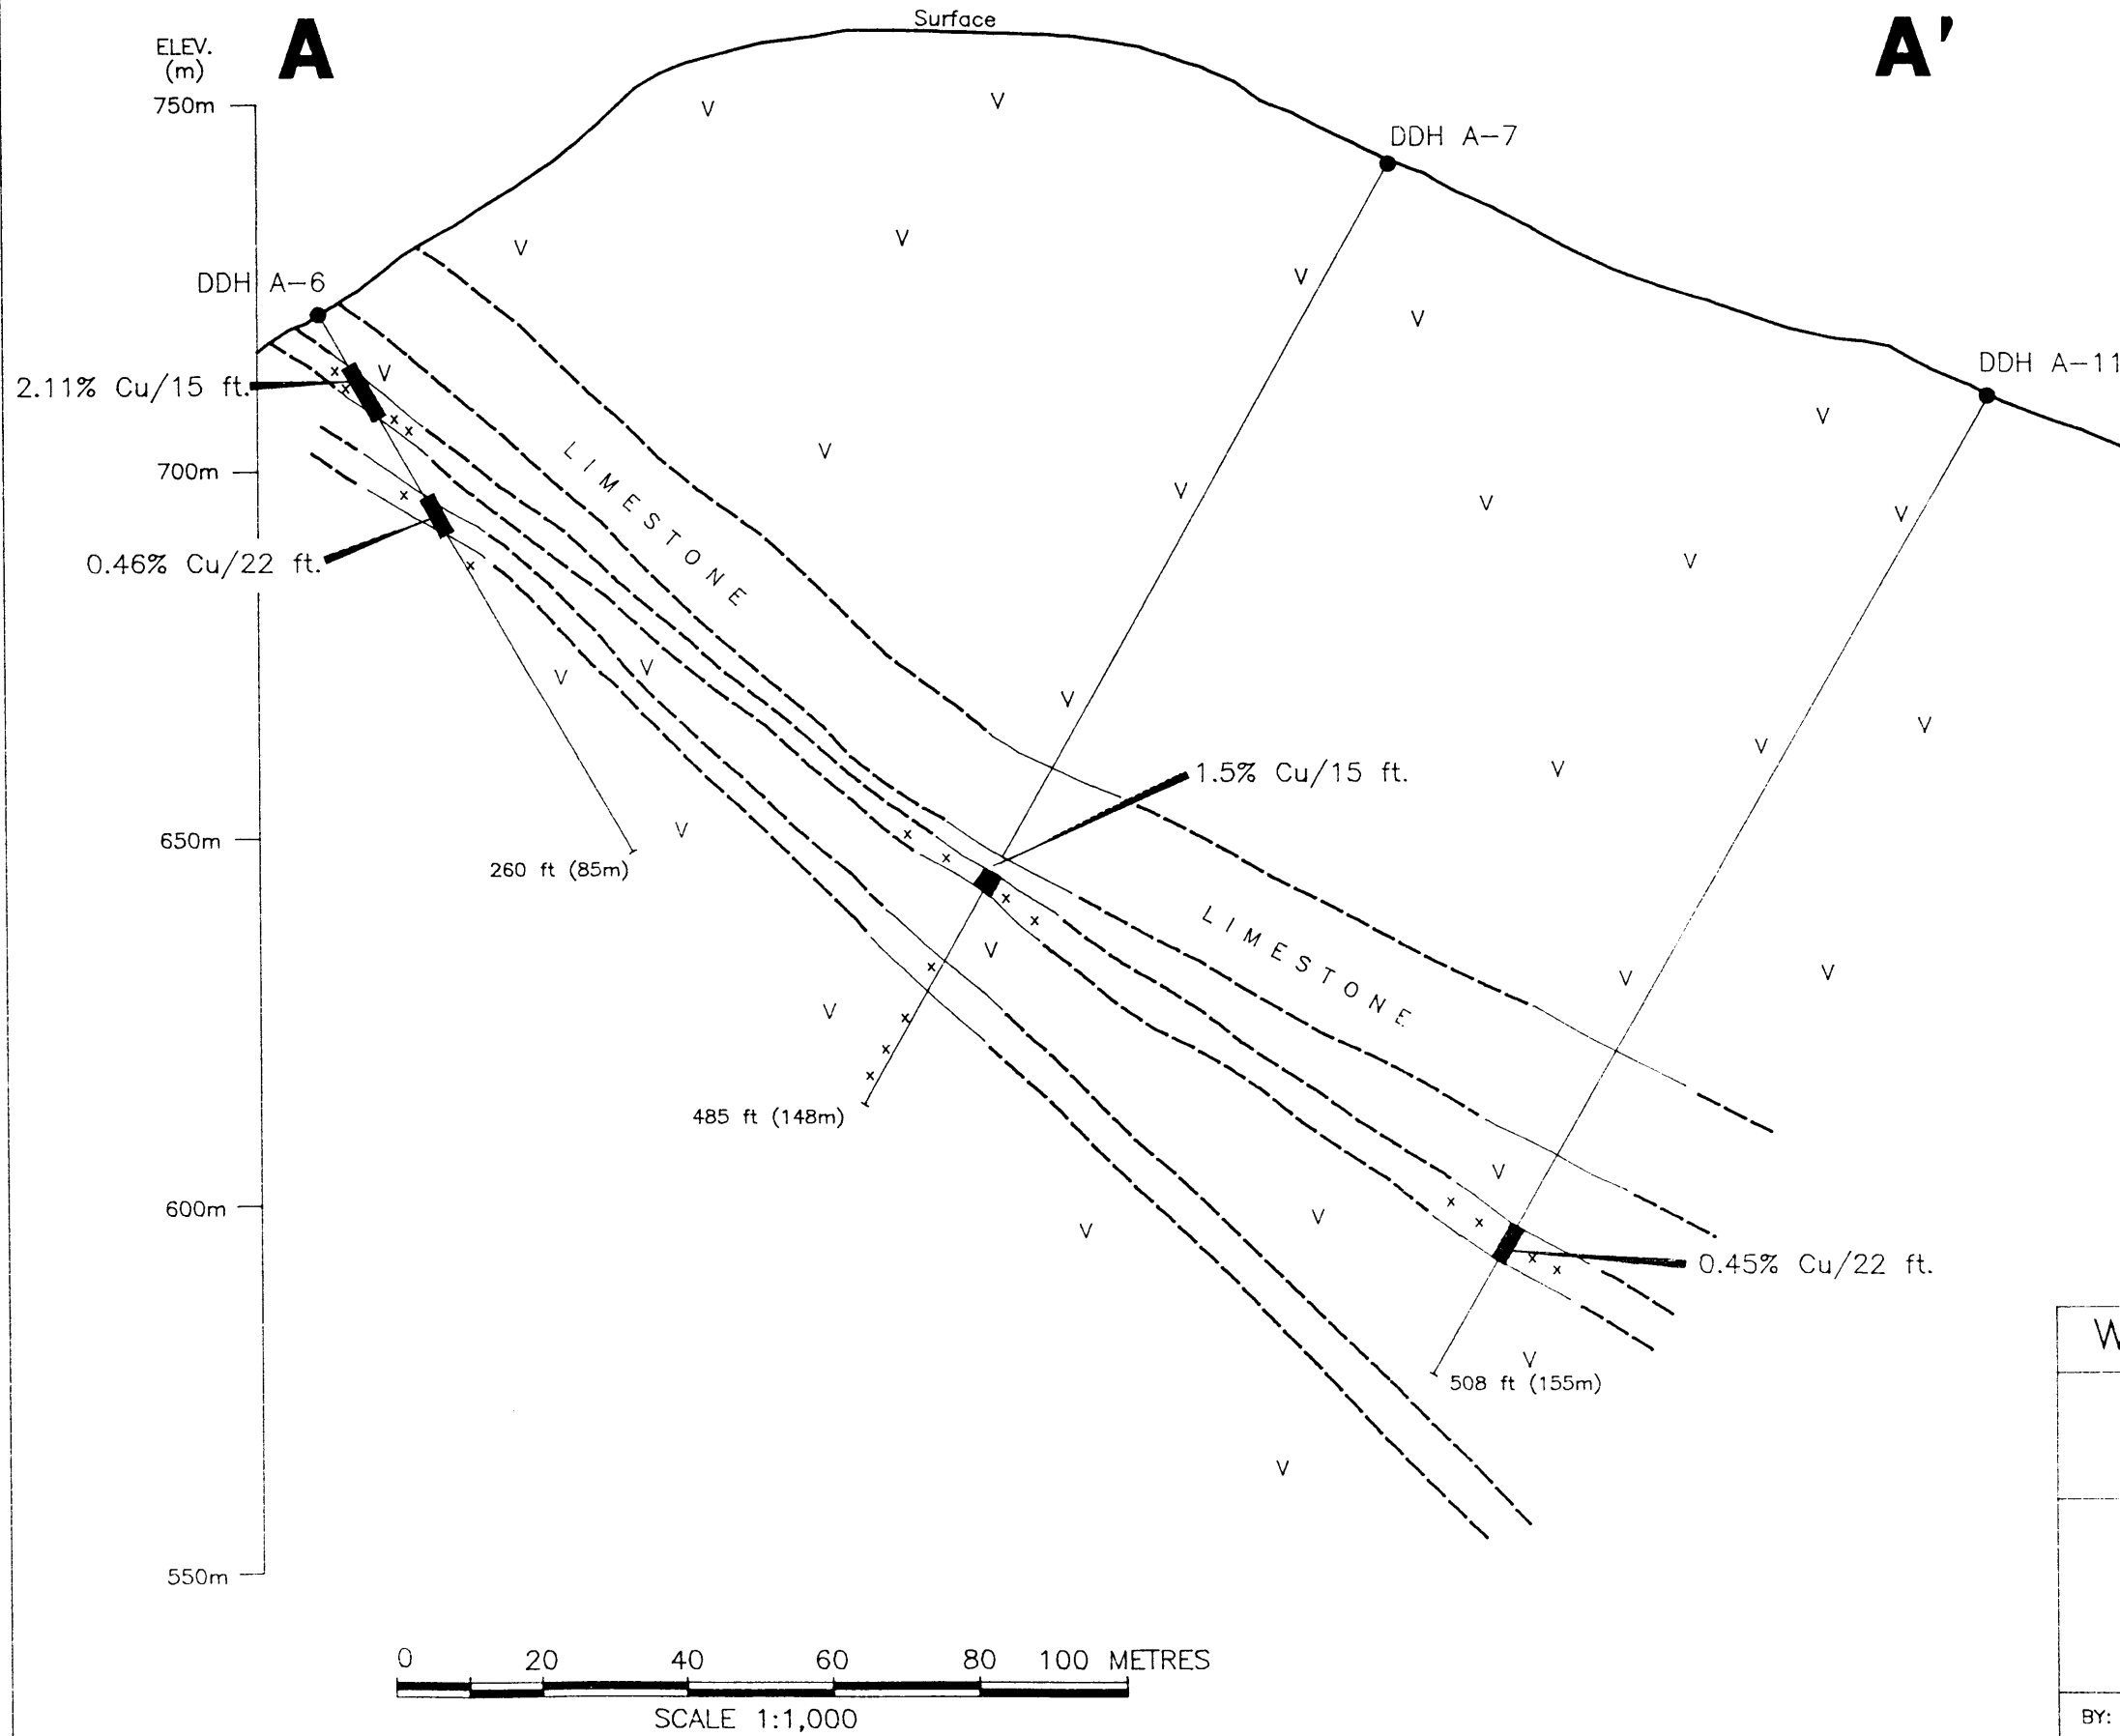 Surface
A
A'
ELEV.
(m)
750m
DDH A-7
DDH A-6
DDH A-11
2.11% Cu/15 ft.
700m
LIMESTONE
0.46% Cu/22 ft.
1.5% Cu/15 ft.
650m
260 ft (85m)
LIMESTONE
485 ft (148m)
600m
0.45% Cu/22 ft.
W
508 ft (155m)
550m
0 20 40 60 80 100 METRES
SCALE 1:1,000
BY: